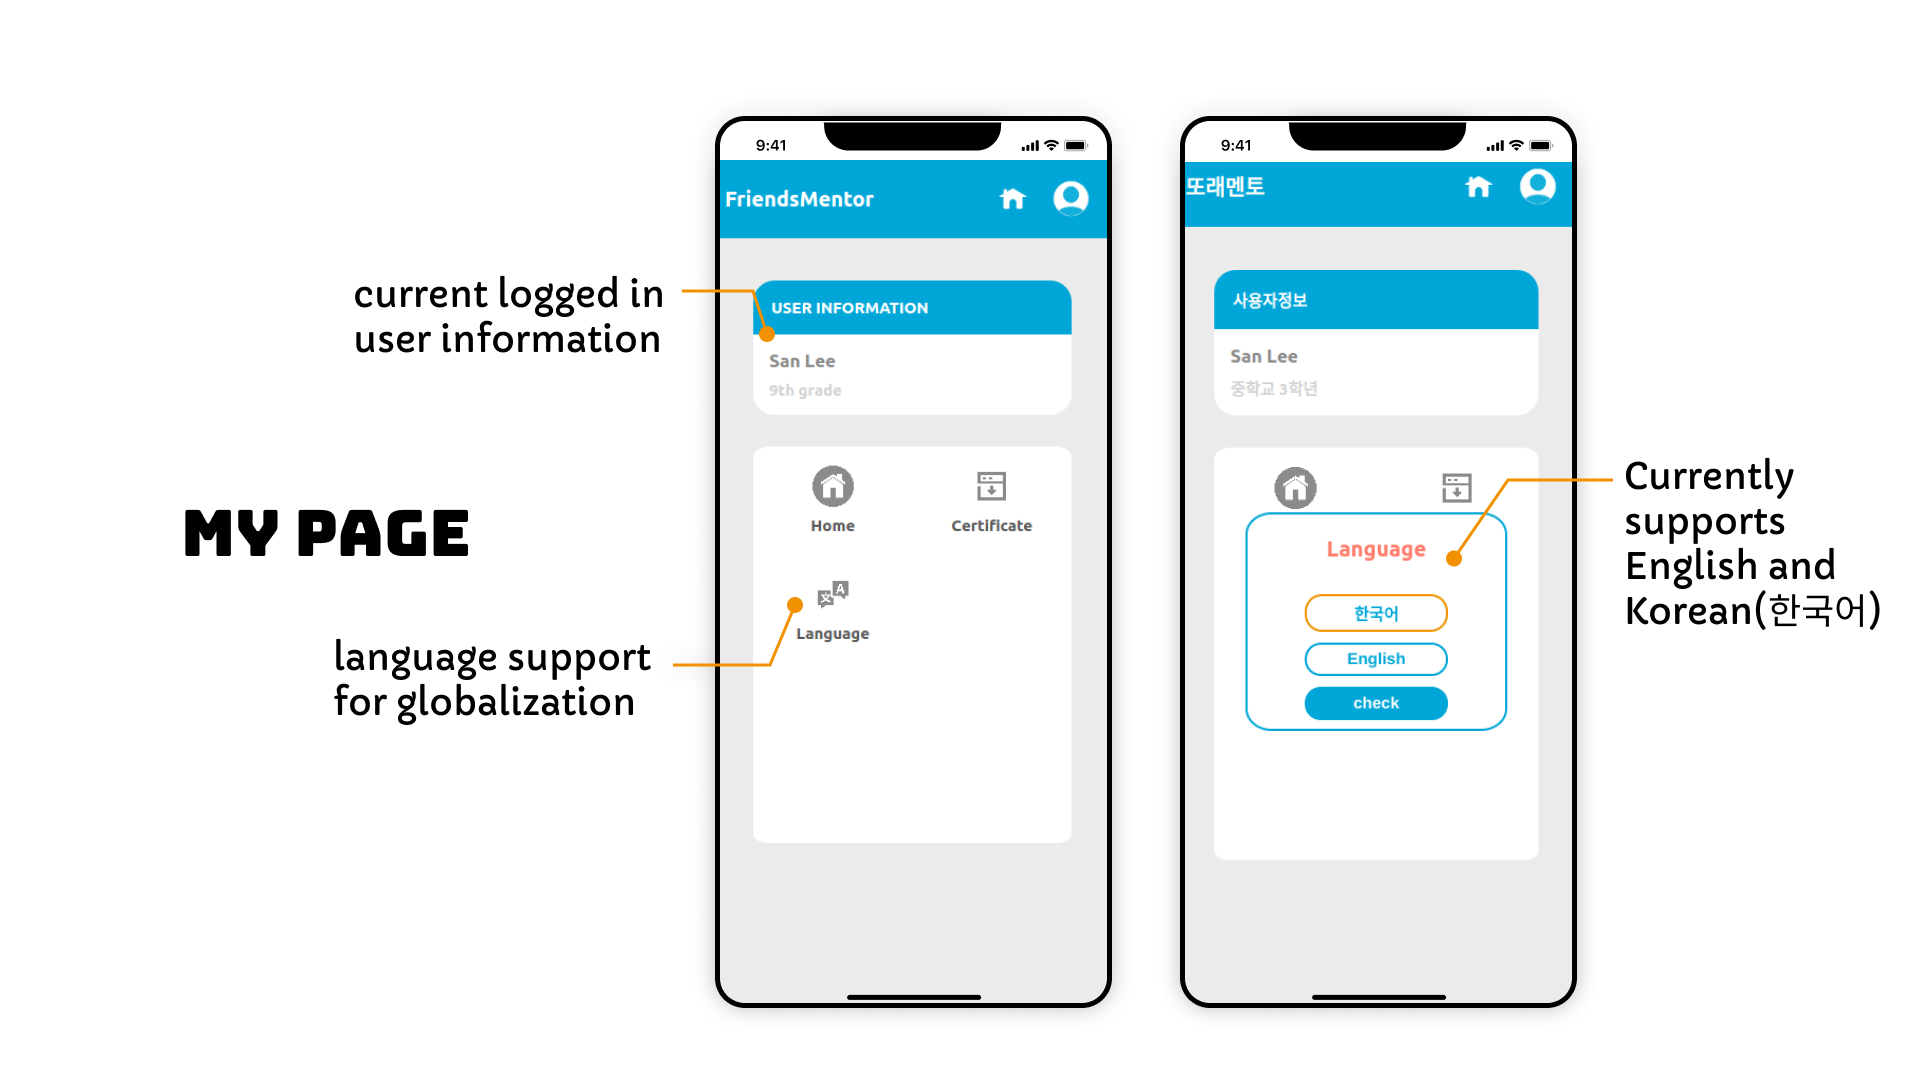 current logged in
user information
MY PAGE
language support
for globalization
9:41
FriendsMentor
USER INFORMATION
San Lee
9th grade
Home
Certificate
Language
9:41
또래멘토
사용자정보
San Lee
중학교 3학년
Language
한국어
English
check
Currently
supports
English and
Korean(한국어)